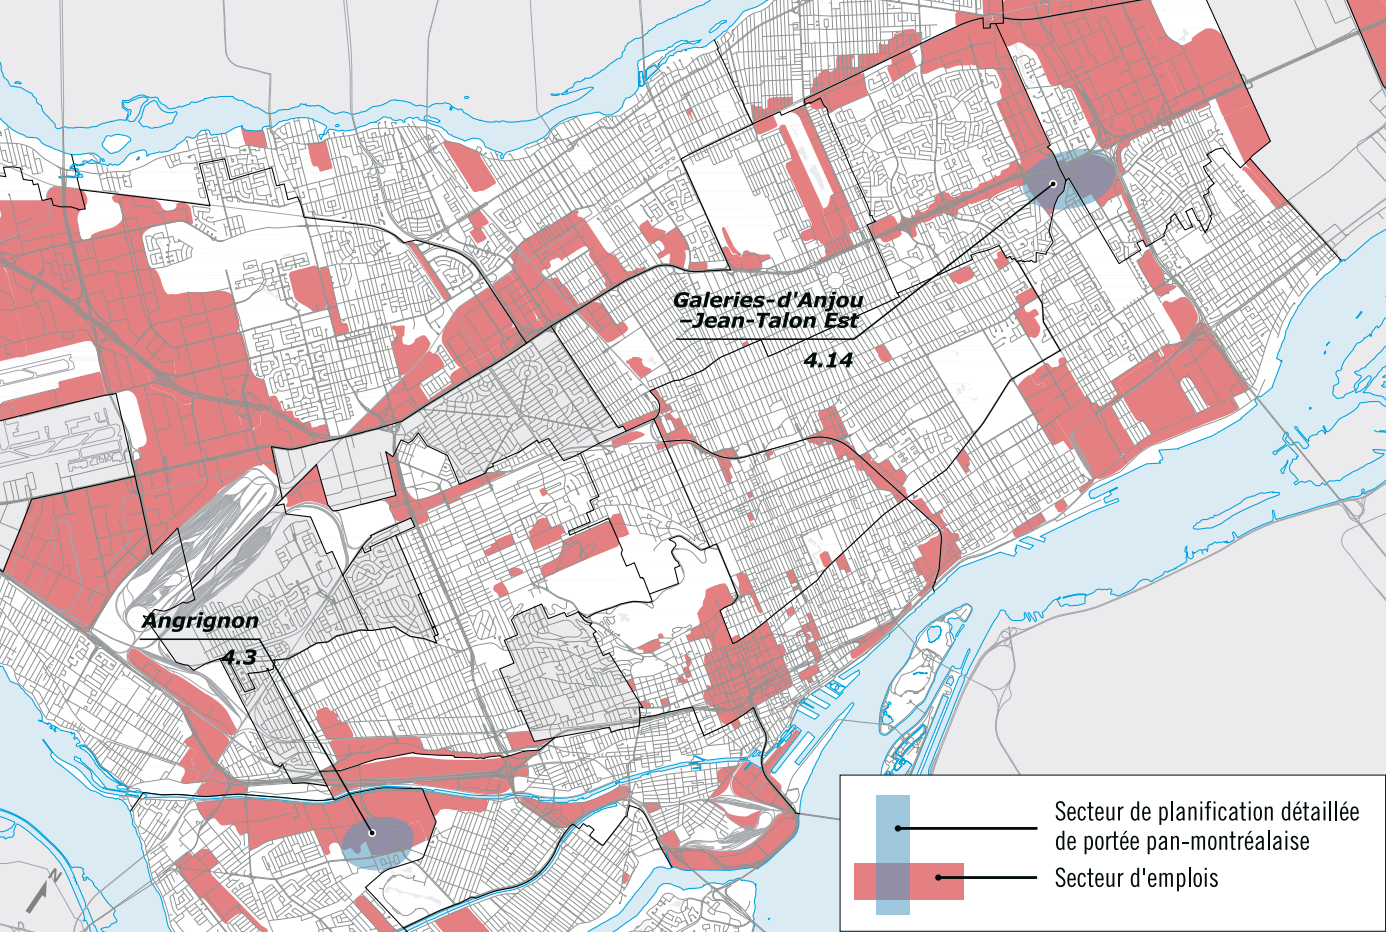 Galeries-d'Anjou
–Jean-Talon Est
4.14
Angrignon
4.3
N
Secteur de planification détaillée
de portée pan-montréalaise
Secteur d'emplois